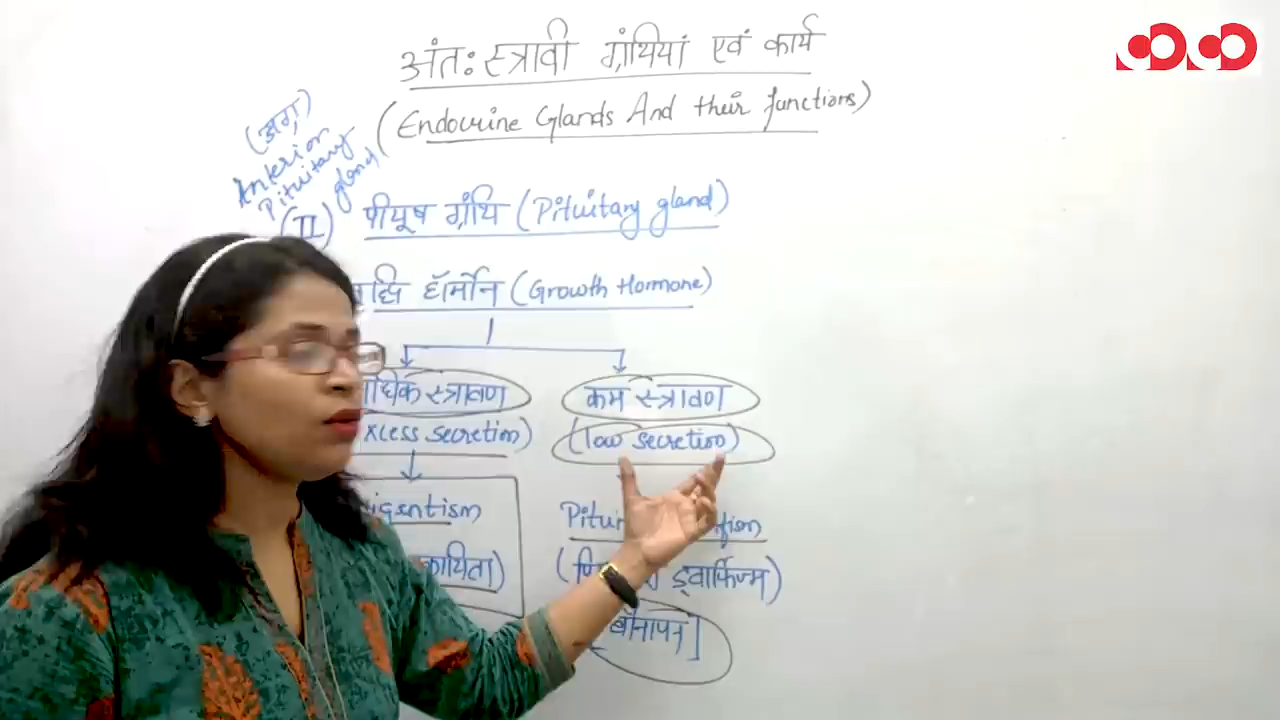 अंतः स्त्रावी ग्रंथियां एवं कार्य
(Endocrine Glands And their functions)
(अग्र)
Anterior
Pituitary
gland
(II) पीयूष ग्रंथि (Pituitary gland)
हॉर्मोन (Growth Hormone)
स्त्रावण
कम स्त्रावण
xcess secretion)
(low secretion)
igentism
ड्वार्फिज्म)
बौनापन]